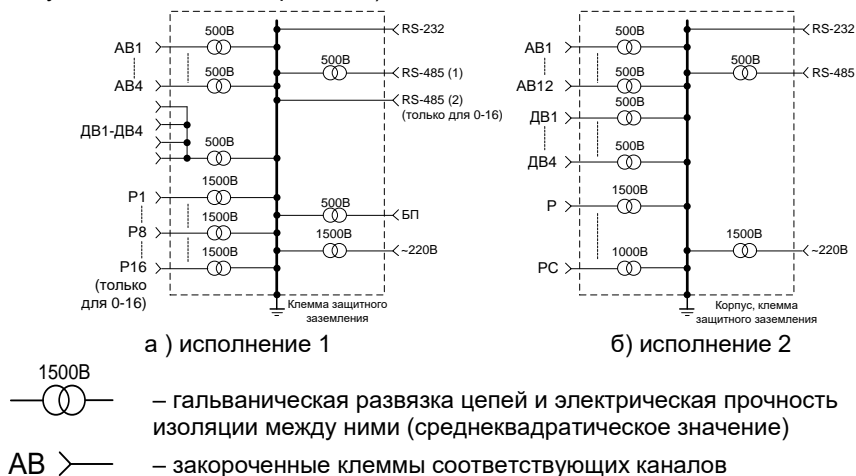 500В
RS-232
АВ1
500В
500В
RS-485 (1)
АВ4
RS-485 (2)
(только для 0-16)
ДВ1-ДВ4
500В
1500В
Р1
500В
БП
1500В
Р8
1500В
1500В
~220В
Р16
(только
для 0-16)
Клемма защитного
заземления
а ) исполнение 1
500В
RS-232
АВ1
500В
500В
RS-485
АВ12
500В
ДВ1
500В
ДВ4
1500В
Р
1000В
1500В
РС
~220В
Корпус, клемма
защитного заземления
б) исполнение 2
1500В
– гальваническая развязка цепей и электрическая прочность
изоляции между ними (среднеквадратическое значение)
АВ – закороченные клеммы соответствующих каналов